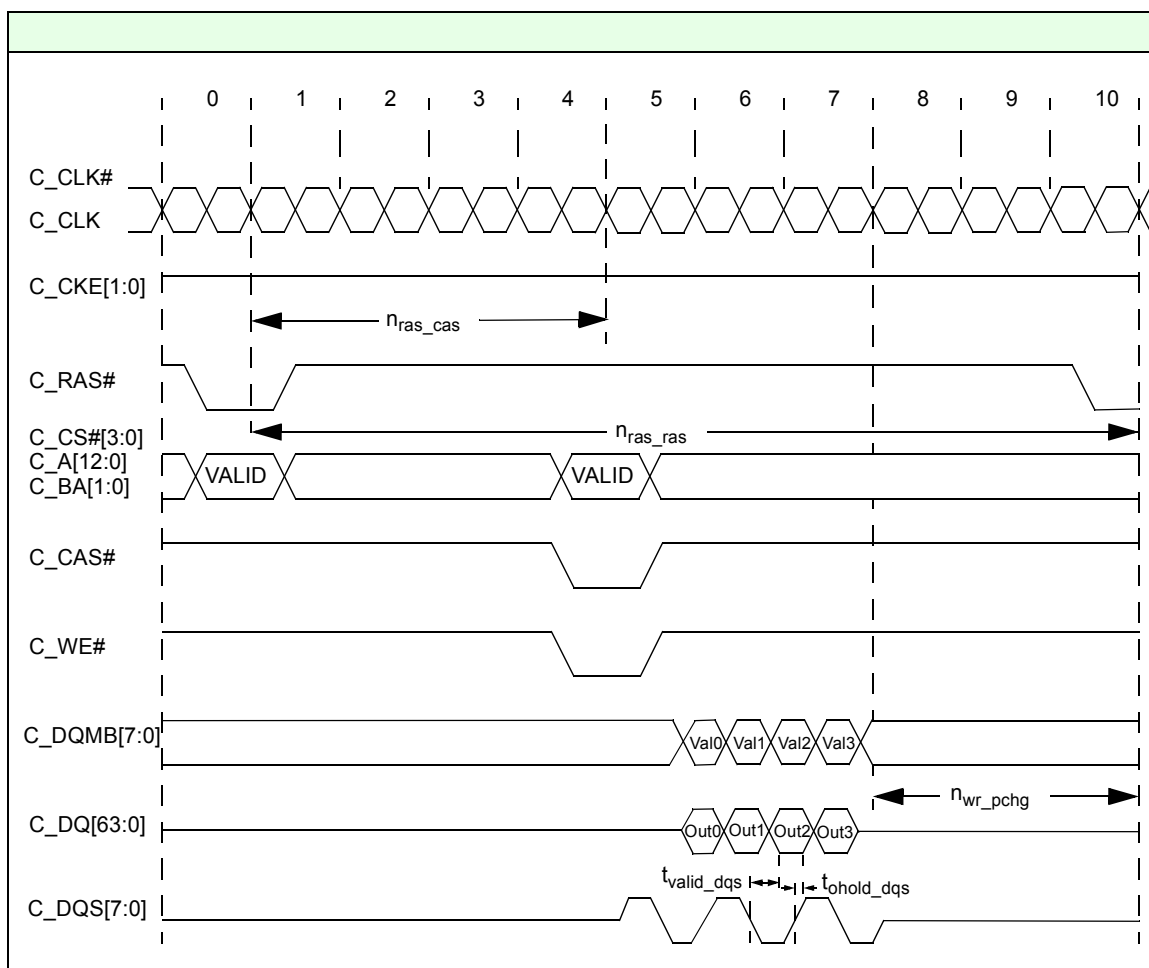 0 1 2 3 4 5 6 7 8 9 10
C_CLK#
C_CLK
C_CKE[1:0]
nras_cas
C_RAS#
C_CS#[3:0]
nras_ras
C_A[12:0]
VALID VALID
C_BA[1:0]
C_CAS#
C_WE#
C_DQMB[7:0]
Val0 Val1 Val2 Val3
nwr_pchg
C_DQ[63:0]
Out0 Out1 Out2 Out3
tvalid_dqs tohold_dqs
C_DQS[7:0]